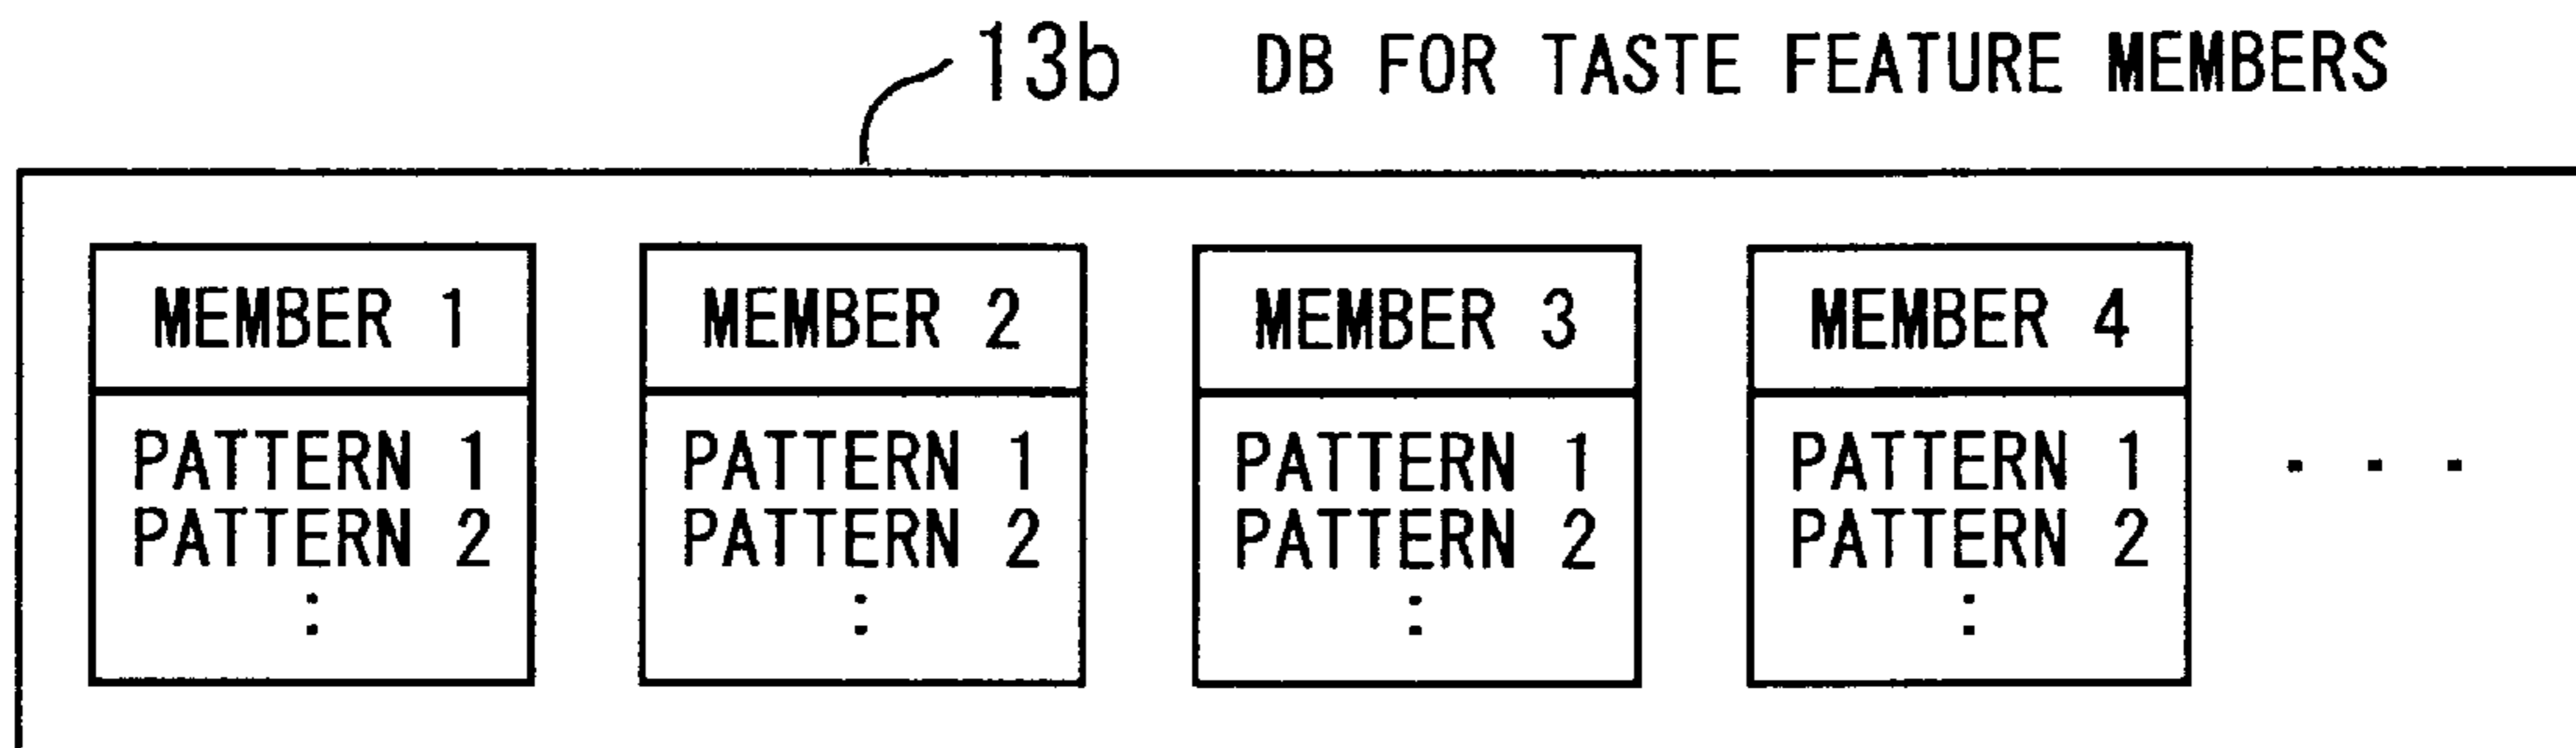 13b DB FOR TASTE FEATURE MEMBERS
MEMBER 1 MEMBER 2 MEMBER 3 MEMBER 4
PATTERN 1 PATTERN 1 PATTERN 1 PATTERN 1 . . .
PATTERN 2 PATTERN 2 PATTERN 2 PATTERN 2
: : : :